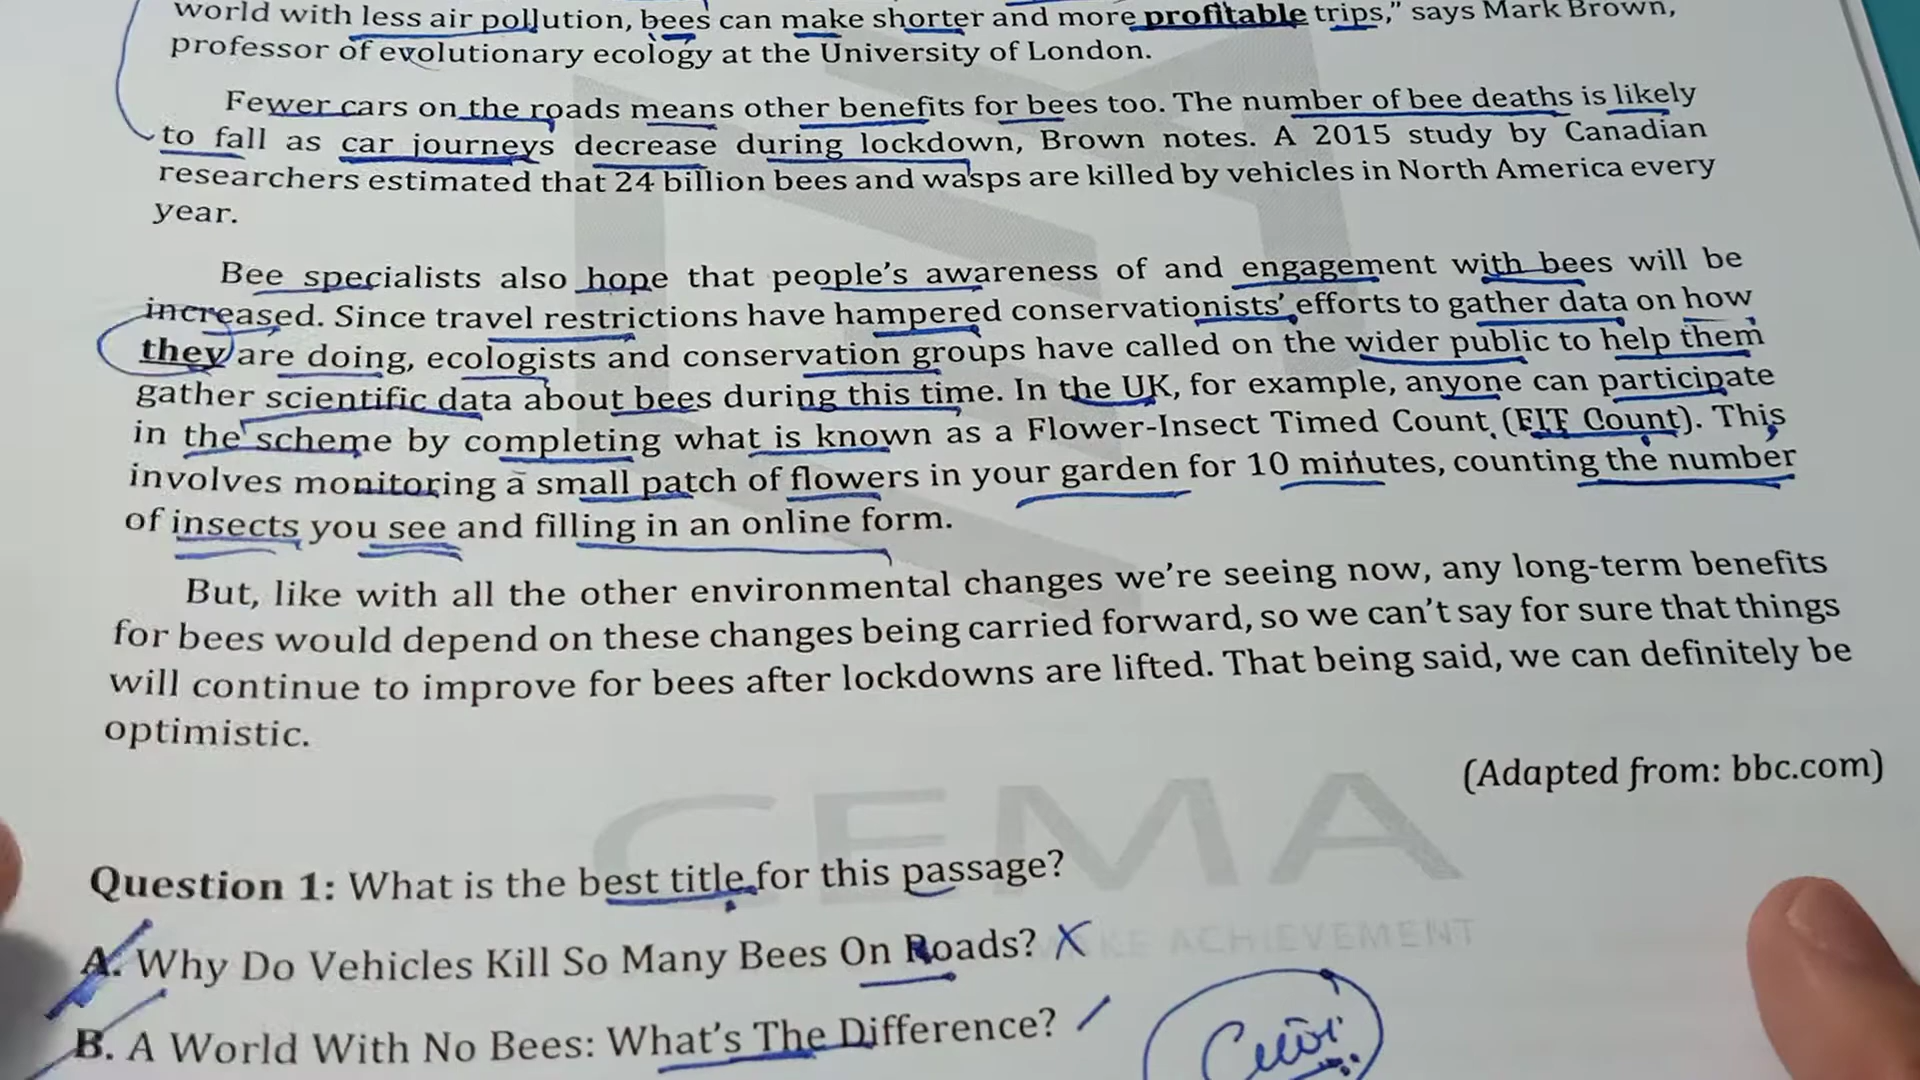 world with less air pollution, bees can make shorter and more profitable trips,” says Mark Brown,
professor of evolutionary ecology at the University of London.
Fewer cars on the roads means other benefits for bees too. The number of bee deaths is likely
to fall as car journeys decrease during lockdown, Brown notes. A 2015 study by Canadian
researchers estimated that 24 billion bees and wasps are killed by vehicles in North America every
year.
Bee specialists also hope that people’s awareness of and engagement with bees will be
increased. Since travel restrictions have hampered conservationists’ efforts to gather data on how
they are doing, ecologists and conservation groups have called on the wider public to help them
gather scientific data about bees during this time. In the UK, for example, anyone can participate
in the scheme by completing what is known as a Flower-Insect Timed Count (FIT Count). This
involves monitoring a small patch of flowers in your garden for 10 minutes, counting the number
of insects you see and filling in an online form.
But, like with all the other environmental changes we’re seeing now, any long-term benefits
for bees would depend on these changes being carried forward, so we can’t say for sure that things
will continue to improve for bees after lockdowns are lifted. That being said, we can definitely be
optimistic.
(Adapted from: bbc.com)
CEMA
Question 1: What is the best title for this passage?
A. Why Do Vehicles Kill So Many Bees On Roads?
KE ACHIEVEMENT
B. A World With No Bees: What’s The Difference?